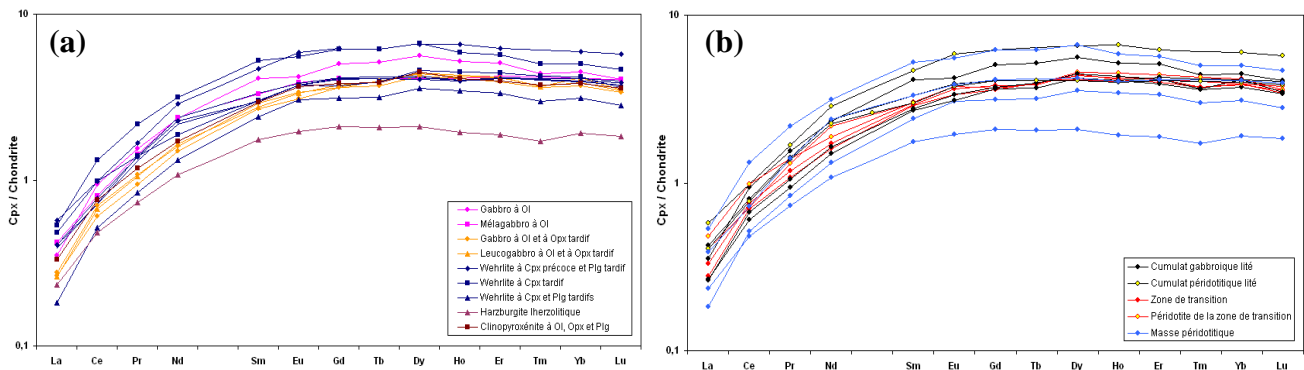 (a)
10
1
0,1
Cpx / Chondrite
La Ce Pr Nd Sm Eu Gd Tb Dy Ho Er Tm Yb Lu
Gabbro à Ol
Mélagabbro à Ol
Gabbro à Ol et à Opx tardif
Leucogabbro à Ol et à Opx tardif
Wehrlite à Cpx précoce et Plg tardif
Wehrlite à Cpx tardif
Wehrlite à Cpx et Plg tardifs
Harzburgite lherzolitique
Clinopyroxénite à Ol, Opx et Plg
(b)
10
1
0,1
Cpx / Chondrite
La Ce Pr Nd Sm Eu Gd Tb Dy Ho Er Tm Yb Lu
Cumulat gabbroique lité
Cumulat péridotitique lité
Zone de transition
Péridotite de la zone de transition
Masse péridotitique